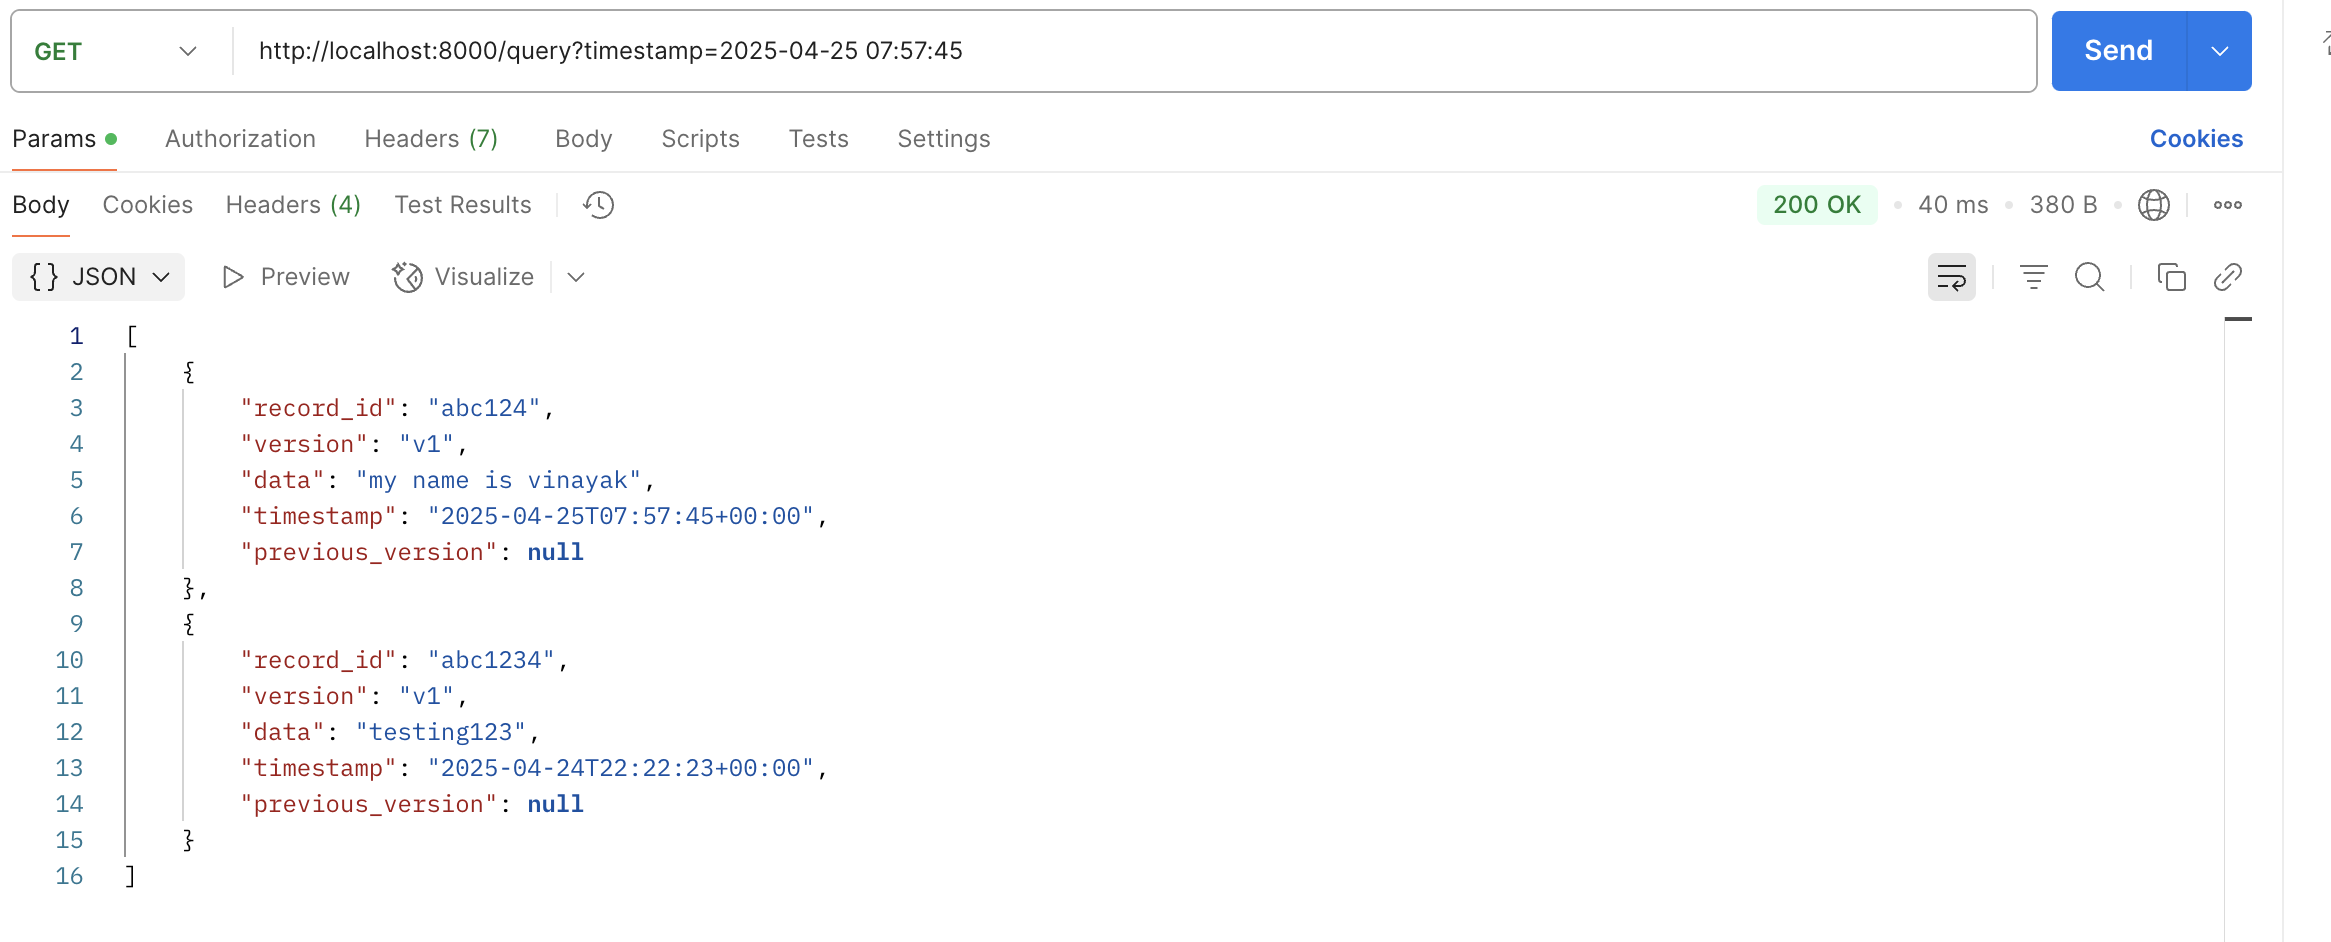 GET http://localhost:8000/query?timestamp=2025-04-25 07:57:45 Send
Params Authorization Headers (7) Body Scripts Tests Settings Cookies
Body Cookies Headers (4) Test Results 200 OK 40 ms 380 B
{} JSON Preview Visualize
1 [
2 {
3 "record_id": "abc124",
4 "version": "v1",
5 "data": "my name is vinayak",
6 "timestamp": "2025-04-25T07:57:45+00:00",
7 "previous_version": null
8 },
9 {
10 "record_id": "abc1234",
11 "version": "v1",
12 "data": "testing123",
13 "timestamp": "2025-04-24T22:22:23+00:00",
14 "previous_version": null
15 }
16 ]